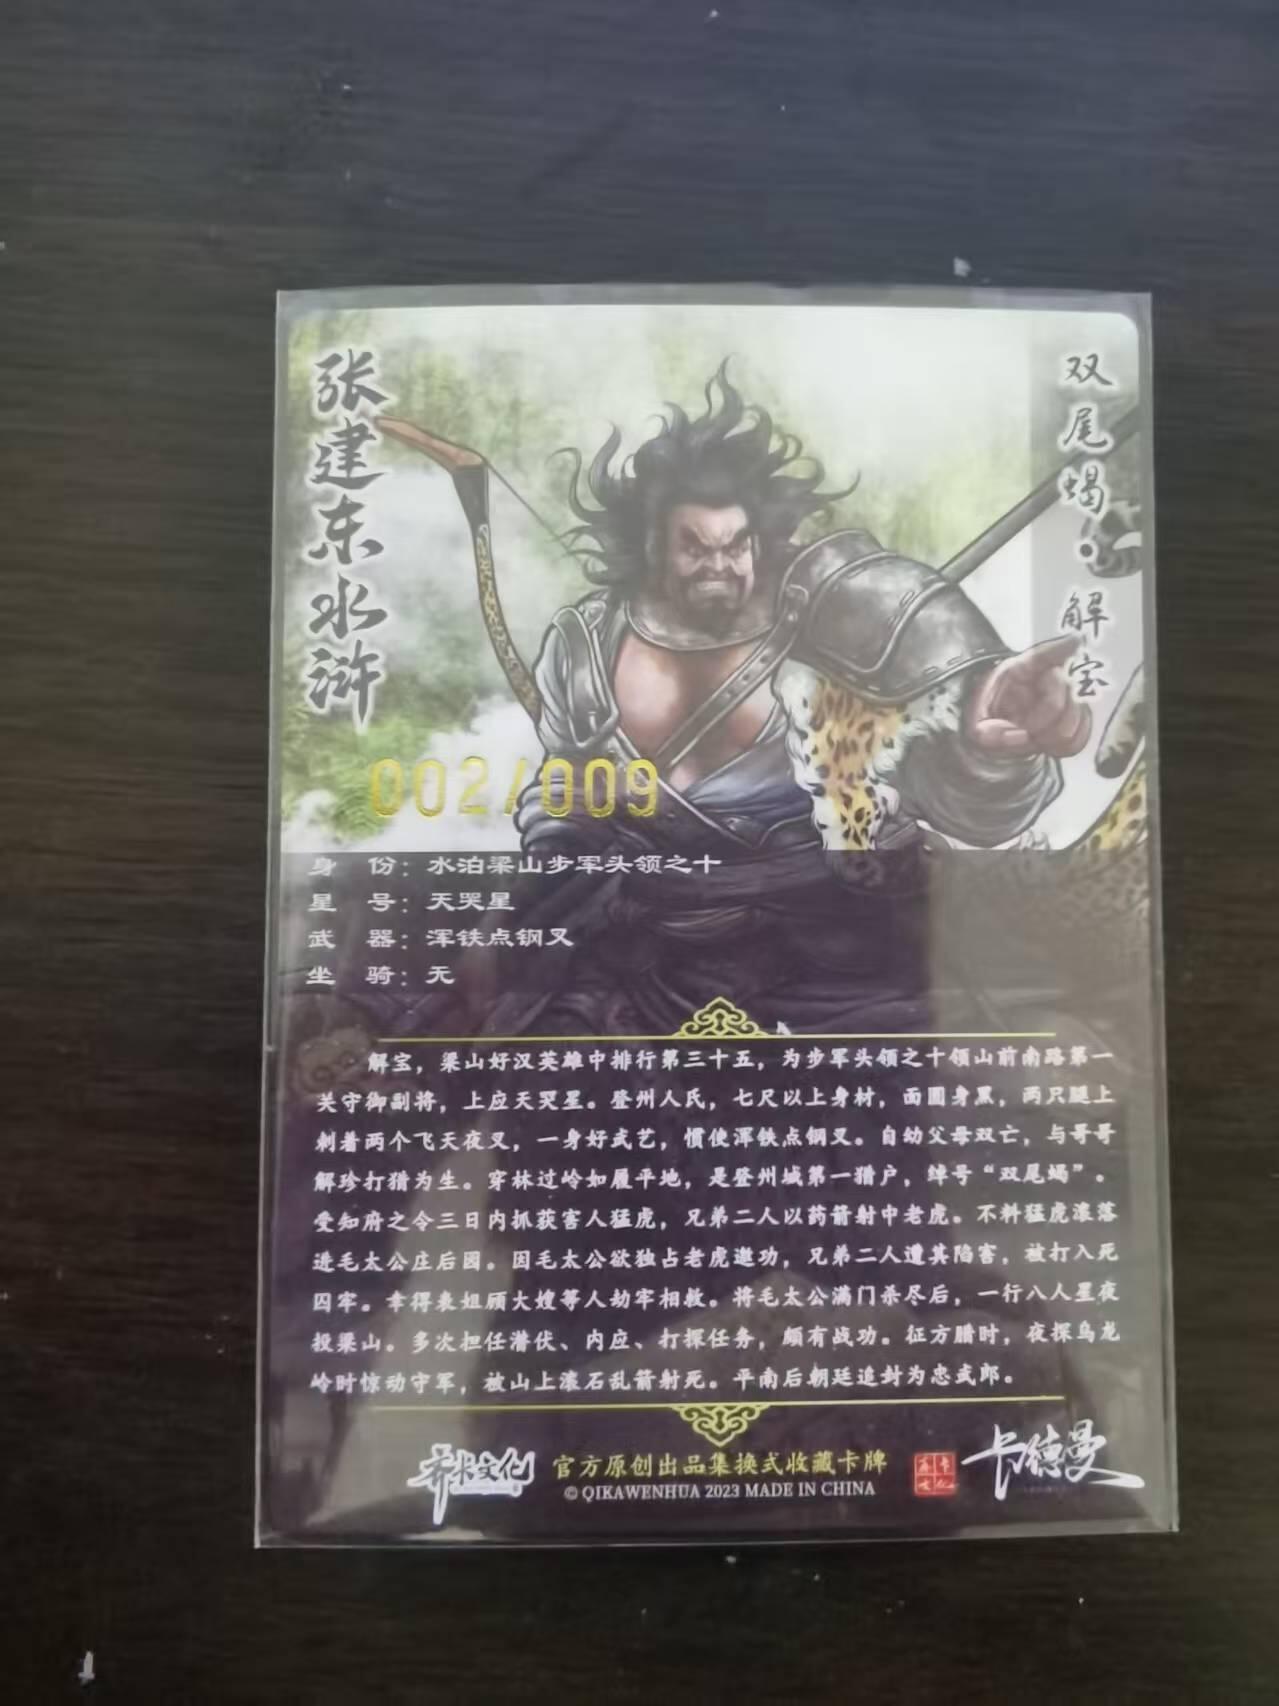 张建东水浒
双尾蝎·解宝
002/009
身 份：水泊梁山步军头领之十
星 号：天哭星
武 器：浑铁点钢叉
坐 骑：无
解宝，梁山好汉英雄中排行第三十五，为步军头领之十领山前南路第一
关守御副将，上应天哭星。登州人氏，七尺以上身材，面圆身黑，两只腿上
刺着两个飞天夜叉，一身好武艺，惯使浑铁点钢叉。自幼父母双亡，与哥哥
解珍打猎为生。穿林过岭如履平地，是登州城第一猎户，绰号“双尾蝎”。
受知府之令三日内抓获害人猛虎，兄弟二人以药箭射中老虎。不料猛虎滚落
进毛太公庄后园。因毛太公欲独占老虎邀功，兄弟二人遭其陷害，被打入死
囚牢。幸得表姐顾大嫂等人劫牢相救。将毛太公满门杀尽后，一行八人星夜
投梁山。多次担任潜伏、内应、打探任务，颇有战功。征方腊时，夜探乌龙
岭时惊动守军，被山上滚石乱箭射死。平南后朝廷追封为忠武郎。
卡文化 官方原创出品集换式收藏卡牌 卡德曼
©QIKAWENHUA 2023 MADE IN CHINA